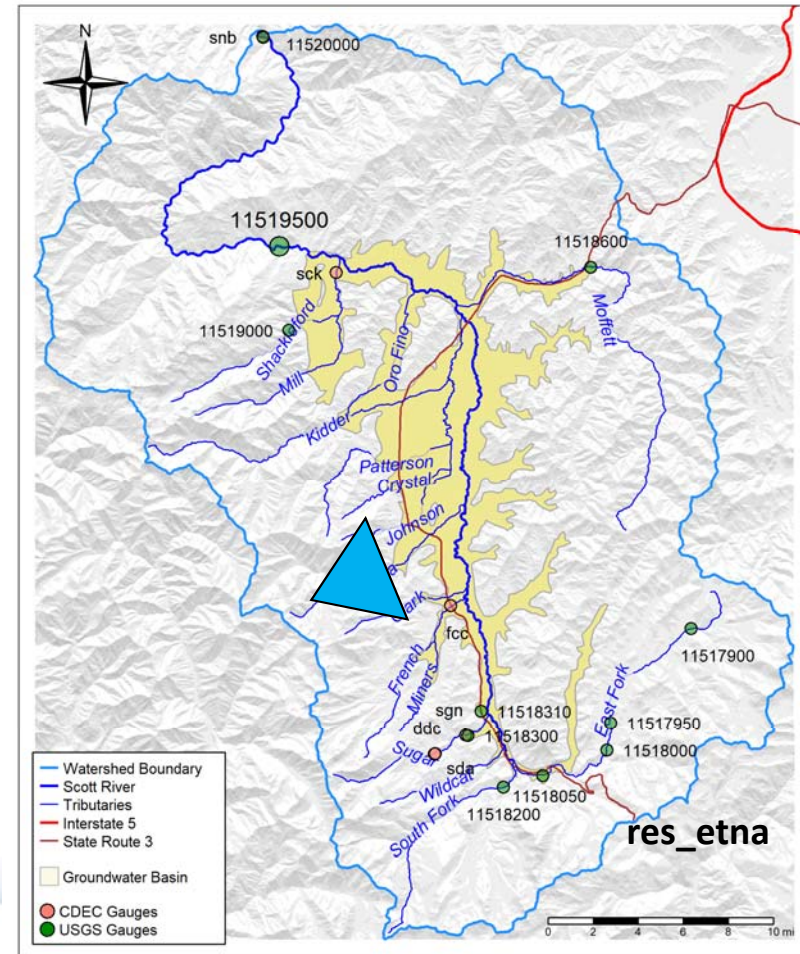 N
snb
11520000
11519500
11518600
sck
11519000
Shackleford
Mill
Oro Fino
Moffett
Kidder
Patterson
Crystal
Johnson
a
fcc
11517900
French
Miners
East Fork
sgn
11518310
11517950
ddc
11518300
11518000
Sugar
sda
Wildcat
11518050
11518200
South Fork
res_etna
Watershed Boundary
Scott River
Tributaries
Interstate 5
State Route 3
Groundwater Basin
CDEC Gauges
USGS Gauges
0 2 4 6 8 10 mi